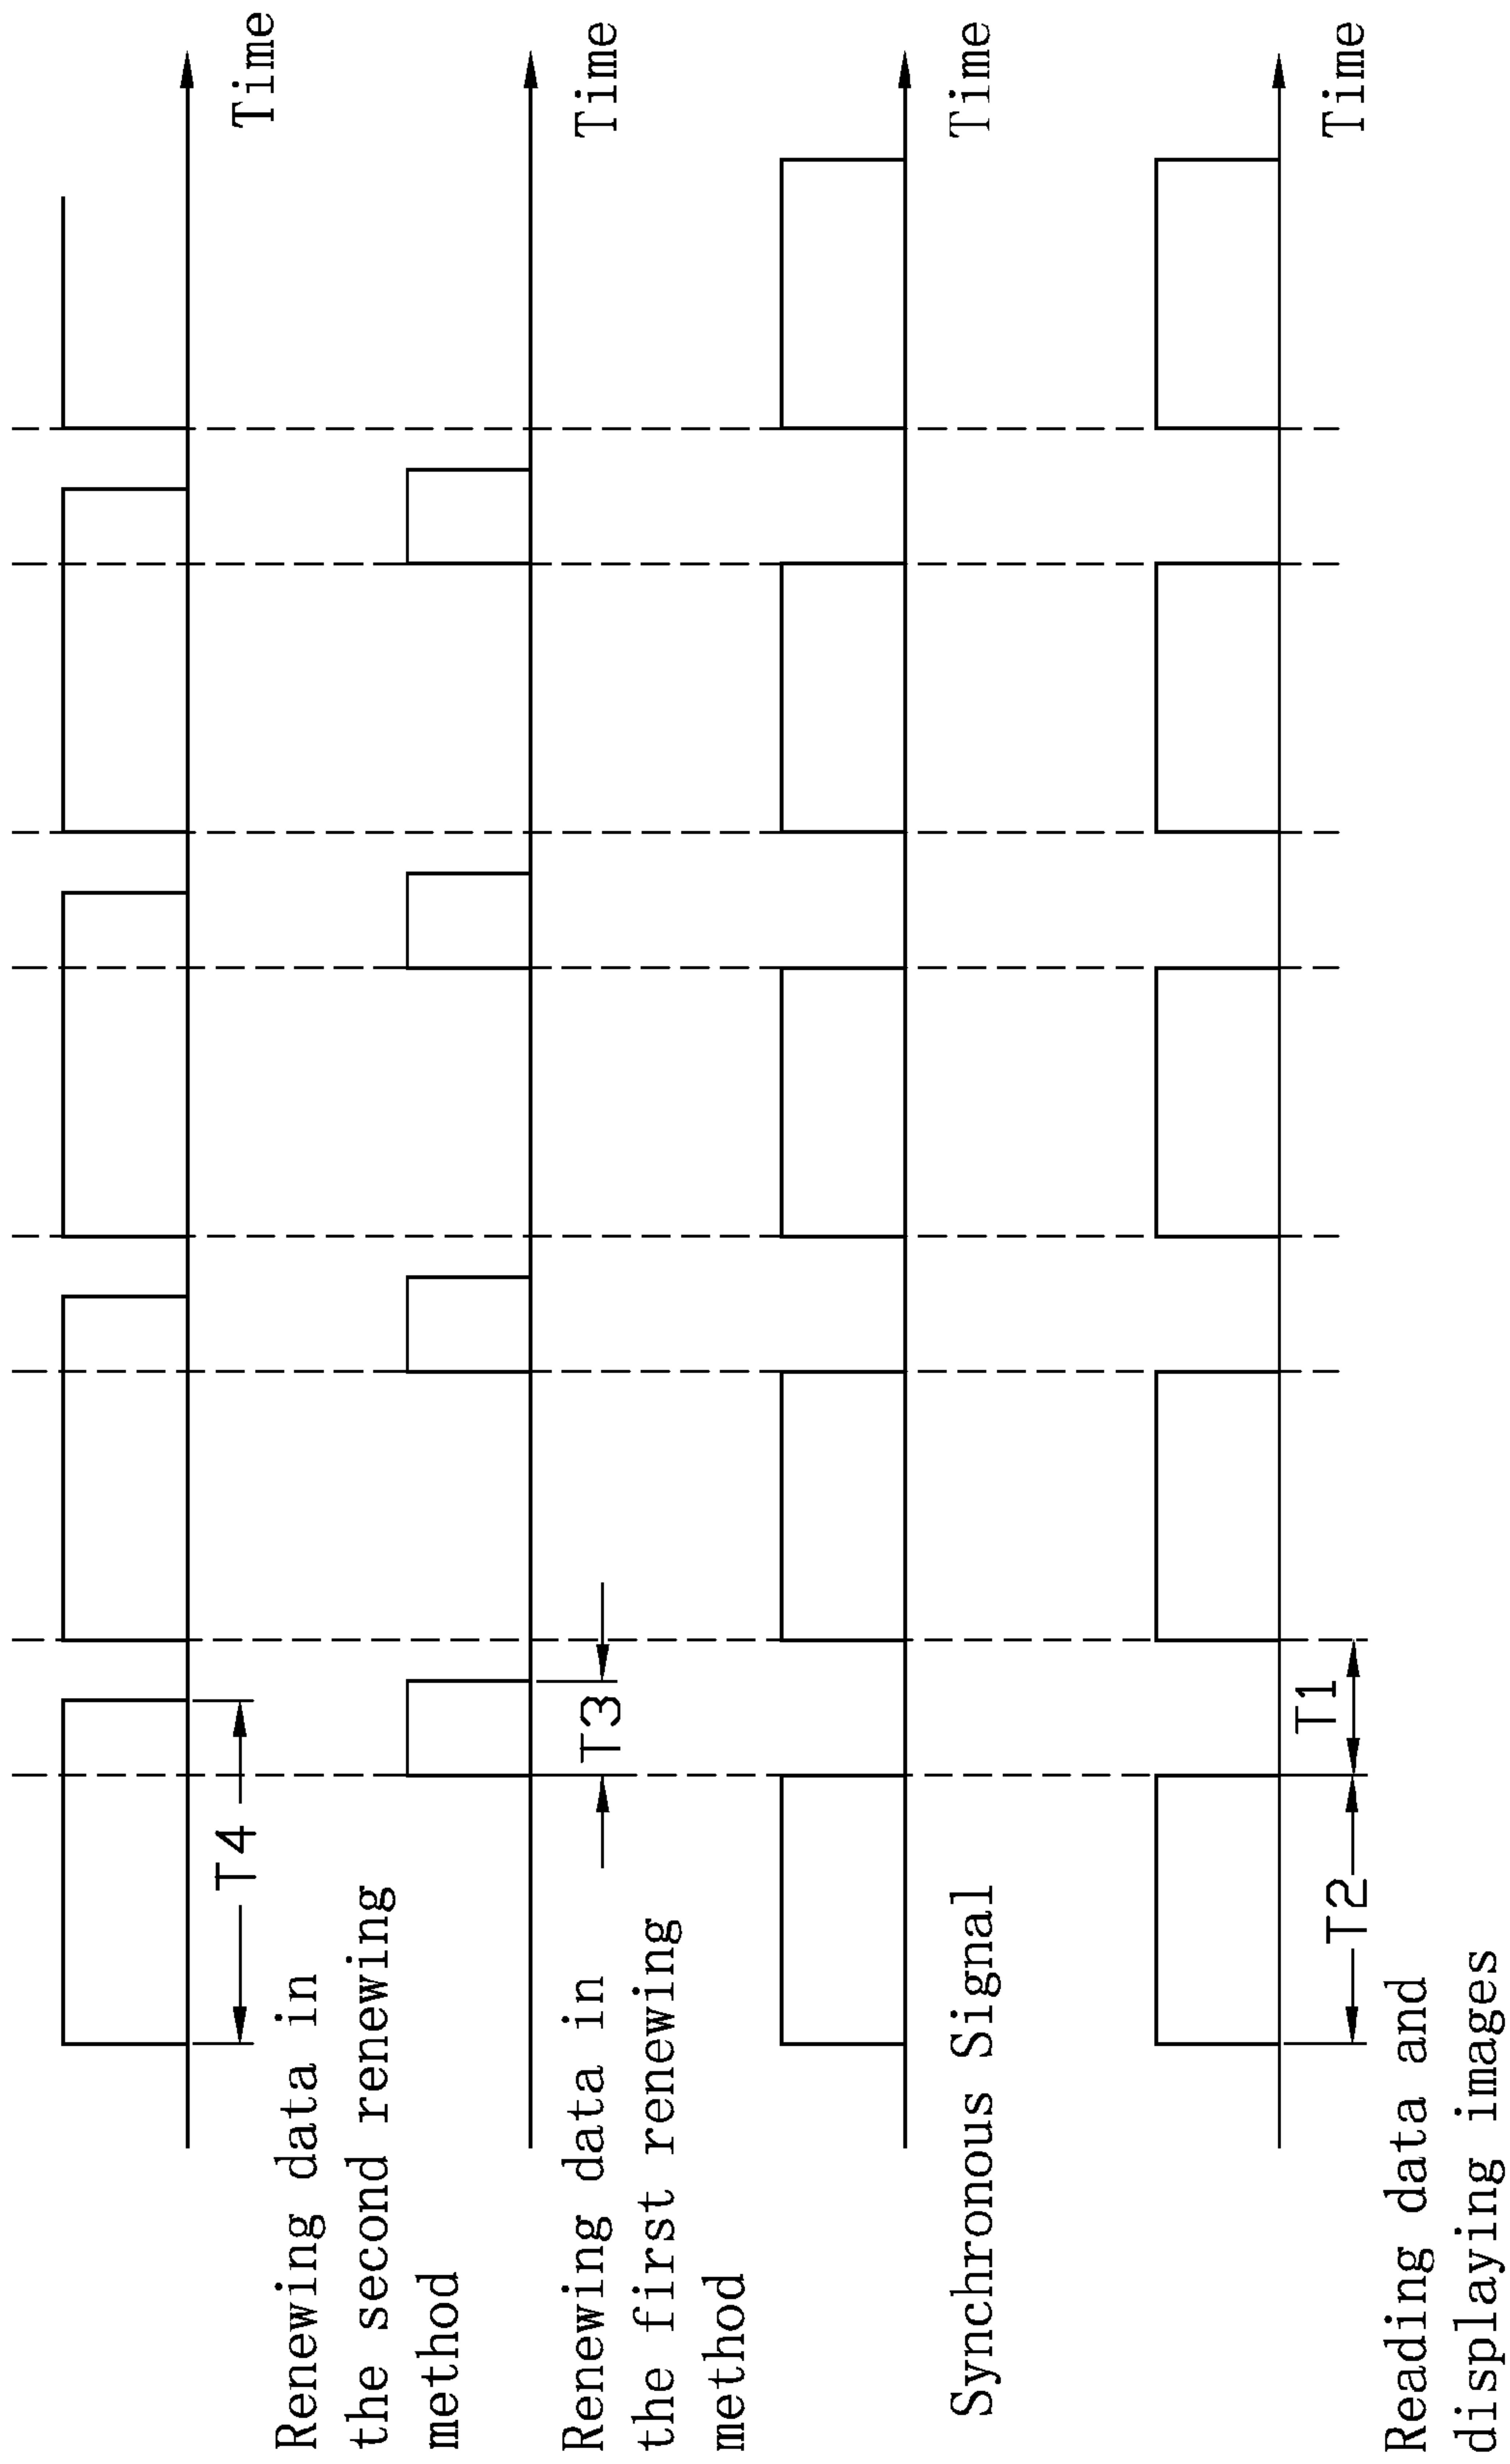 Time
T4
Renewing data in
the second renewing
method
Time
T3
Renewing data in
the first renewing
method
Time
Synchronous Signal
Time
T1
T2
Reading data and
displaying images